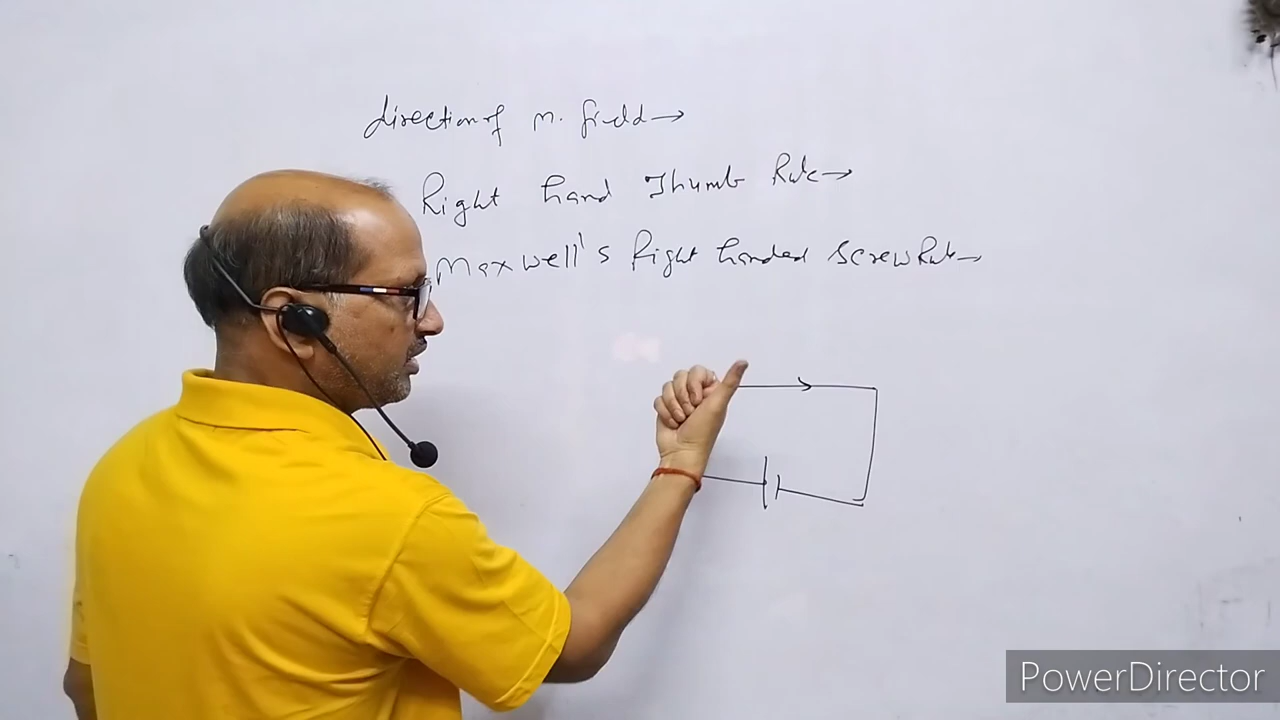 direction of m. field→
Right hand Thumb Rule→
Maxwell's Right handed screw Rule→
PowerDirector